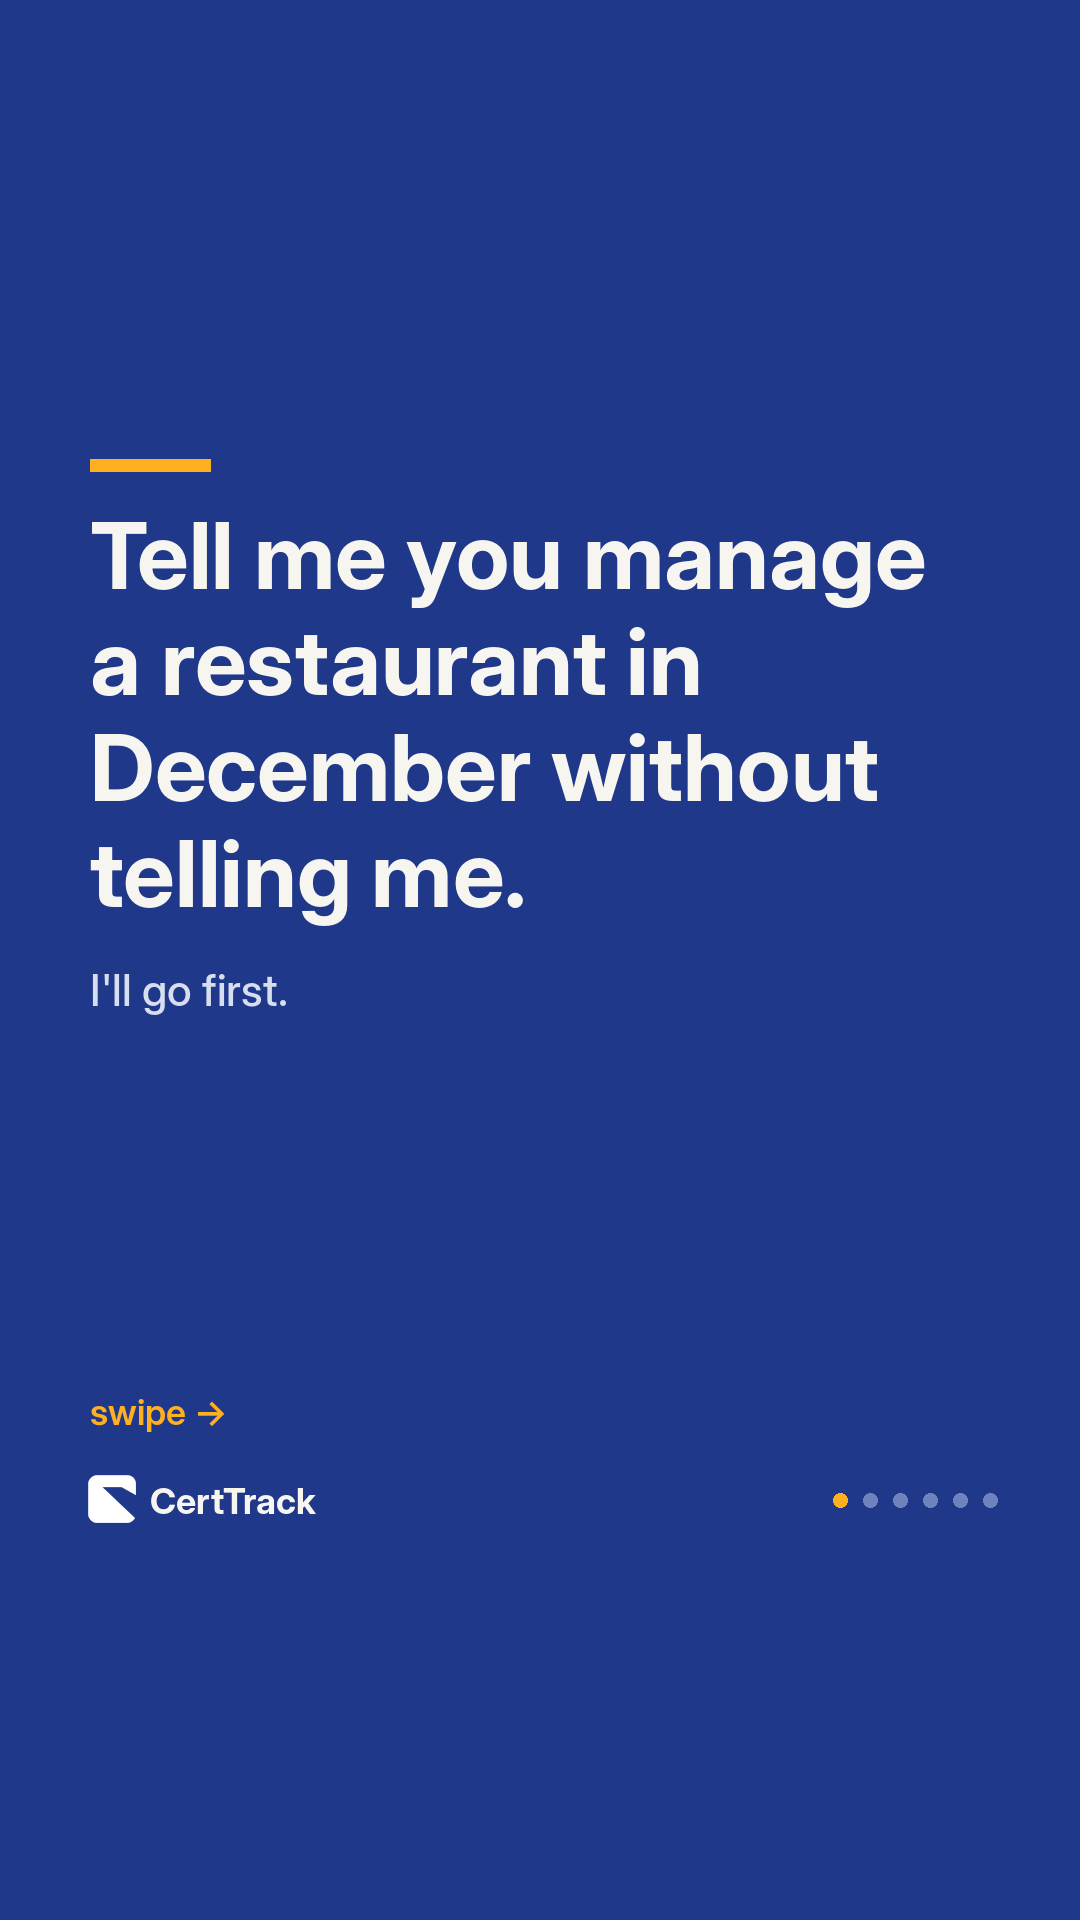 Tell me you manage
a restaurant in
December without
telling me.
I'll go first.
swipe →
CertTrack